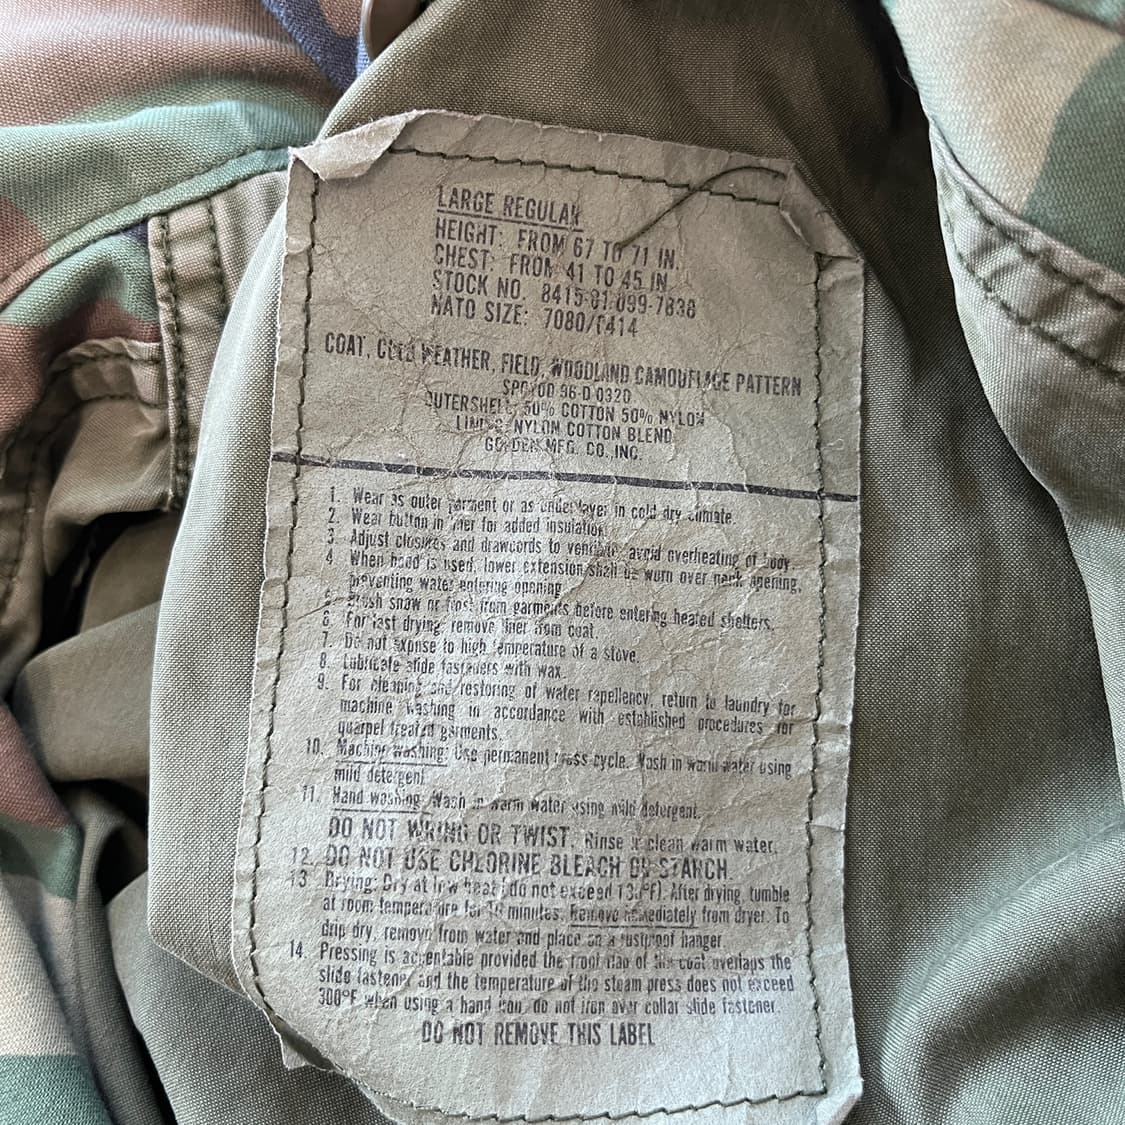 LARGE REGULAR
HEIGHT: FROM 67 TO 71 IN.
CHEST: FROM 41 TO 45 IN
STOCK NO. 8415-01-099-7838
NATO SIZE: 7080/0414
COAT, COLD WEATHER, FIELD, WOODLAND CAMOUFLAGE PATTERN
SPO100-96-D-0320
OUTERSHELL, 50% COTTON 50% NYLON
LINING NYLON COTTON BLEND
GOLDEN MFG. CO., INC.
1. Wear as outer garment or as under layer in cold dry climate.
2. Wear button in liner for added insulation.
3. Adjust closures and drawcords to ventilate, avoid overheating of body.
4. When hood is used, lower extension shall be worn over neck opening,
preventing water entering opening.
5. Brush snow or frost from garments before entering heated shelters.
6. For fast drying, remove liner from coat.
7. Do not expose to high temperature of a stove.
8. Lubricate slide fasteners with wax.
9. For cleaning and restoring of water repellency, return to laundry for
machine washing in accordance with established procedures for
quarpel treated garments.
10. Machine washing: Use permanent press cycle. Wash in warm water using
mild detergent
11. Hand washing: Wash in warm water using mild detergent.
DO NOT WRING OR TWIST. Rinse in clean warm water.
12. DO NOT USE CHLORINE BLEACH OR STARCH.
13 Drying: Dry at low heat (do not exceed °F). After drying, tumble
at room temperature for 10 minutes. Remove immediately from dryer. To
drip dry, remove from water and place on a rustproof hanger.
14. Pressing is acceptable provided the front flap of the coat overlaps the
slide fastener and the temperature of the steam press does not exceed
300°F when using a hand iron, do not iron over collar slide fastener.
DO NOT REMOVE THIS LABEL